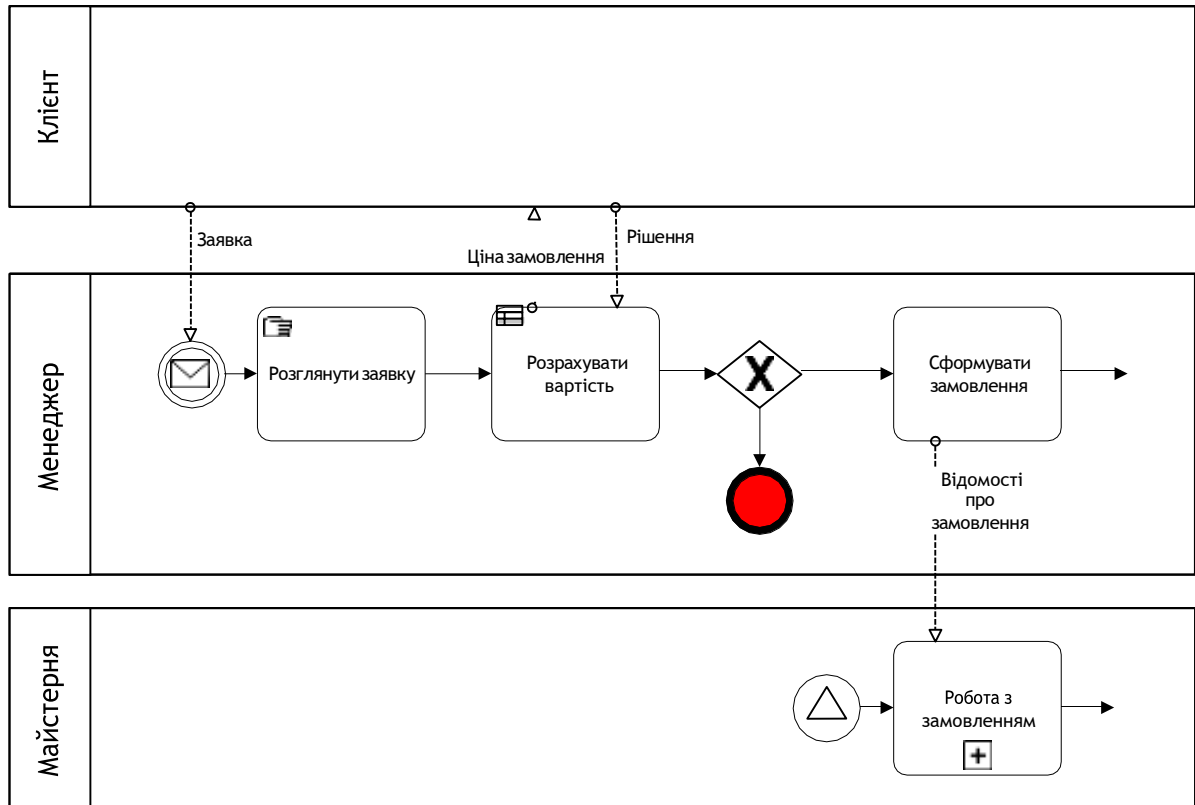 Клієнт
Заявка
Рішення
Ціна замовлення
Менеджер
Розглянути заявку
Розрахувати
вартість
X
Сформувати
замовлення
Відомості
про
замовлення
Майстерня
Робота з
замовленням